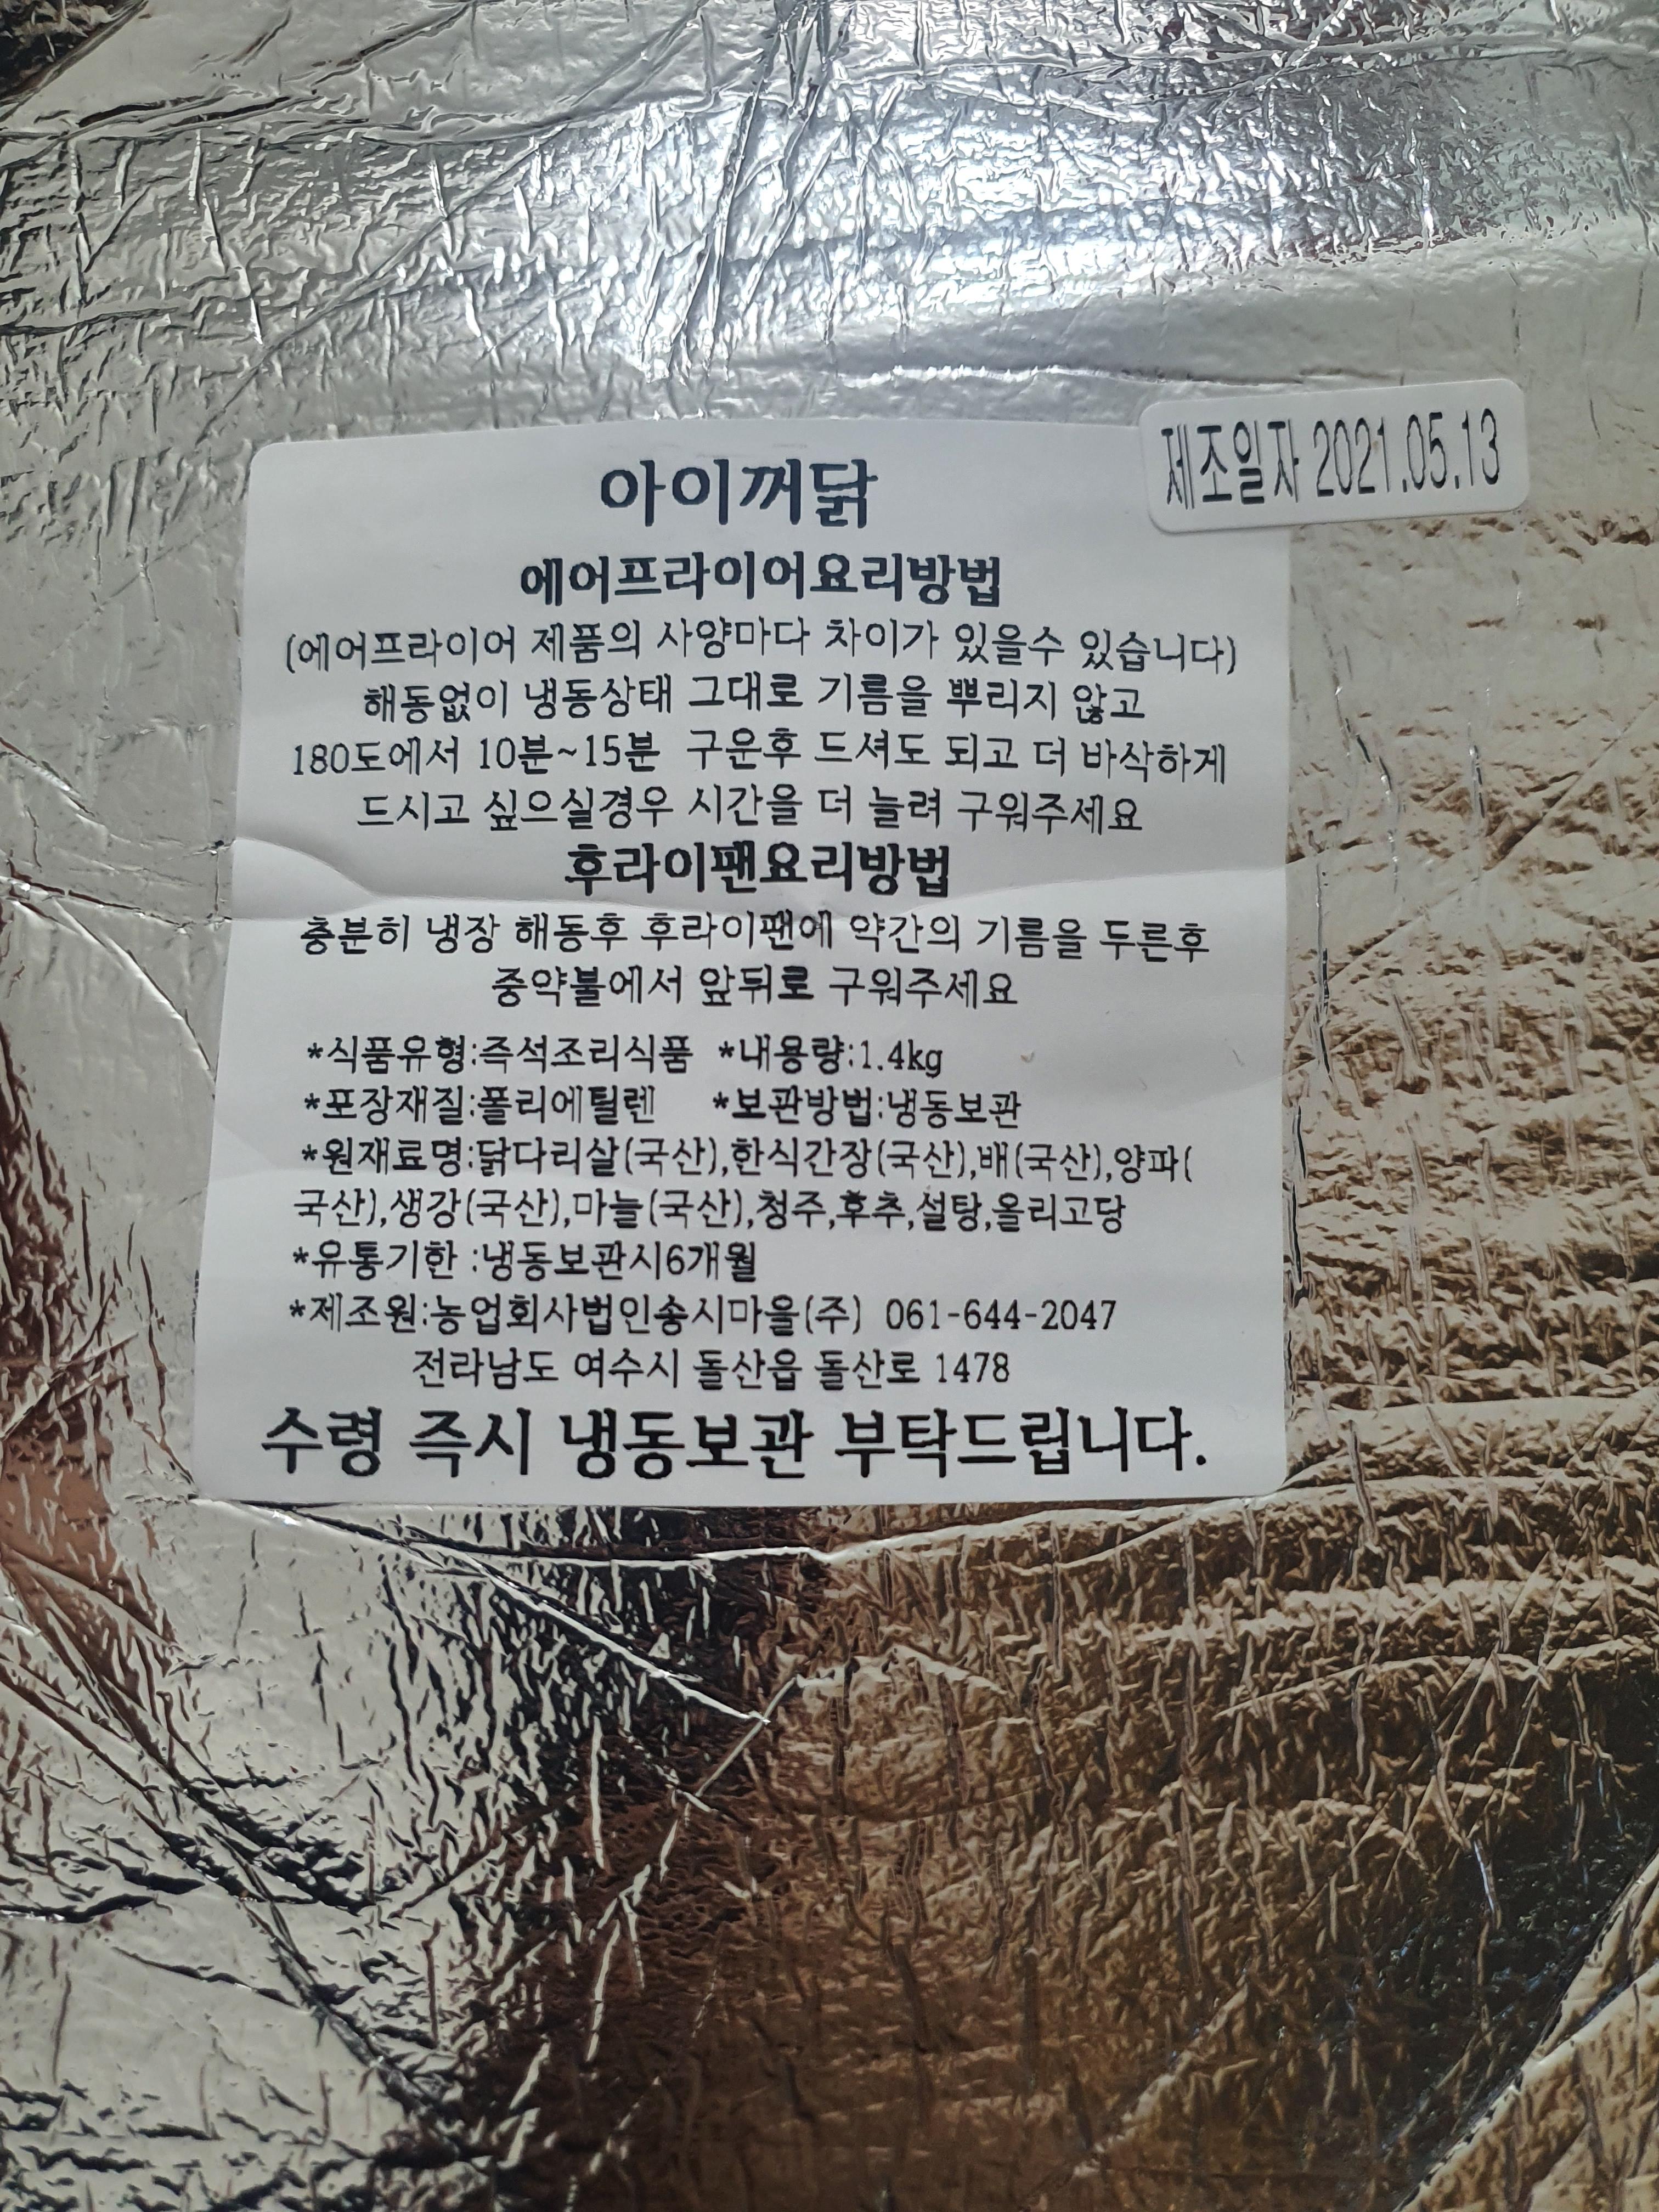 제조일자 2021.05.13
아이꺼닭
에어프라이어요리방법
(에어프라이어 제품의 사양마다 차이가 있을수 있습니다)
해동없이 냉동상태 그대로 기름을 뿌리지 않고
180도에서 10분~15분 구운후 드셔도 되고 더 바삭하게
드시고 싶으실경우 시간을 더 늘려 구워주세요
후라이팬요리방법
충분히 냉장 해동후 후라이팬에 약간의 기름을 두른후
중약불에서 앞뒤로 구워주세요
*식품유형:즉석조리식품 *내용량:1.4kg
*포장재질:폴리에틸렌 *보관방법:냉동보관
*원재료명:닭다리살(국산),한식간장(국산),배(국산),양파(
국산),생강(국산),마늘(국산),청주,후추,설탕,올리고당
*유통기한 :냉동보관시6개월
*제조원:농업회사법인송시마을(주) 061-644-2047
전라남도 여수시 돌산읍 돌산로 1478
수령 즉시 냉동보관 부탁드립니다.